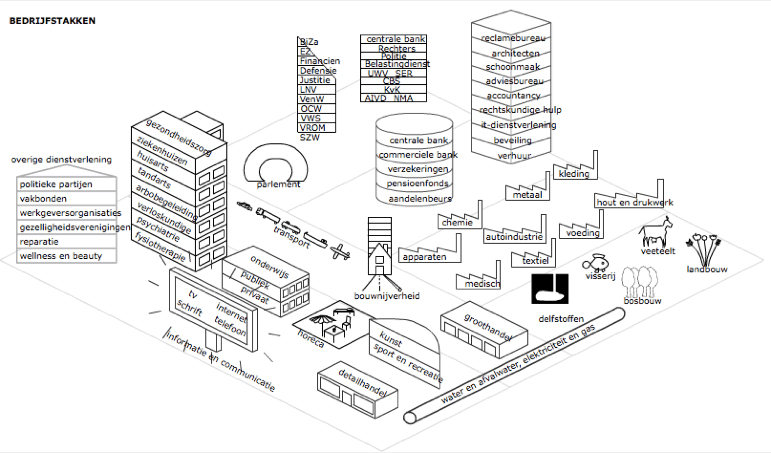 BEDRIJFSTAKKEN
BjZa
EZ
Financien
Defensie
Justitie
LNV
VenW
OCW
VWS
VROM
SZW
centrale bank
Rechters
Politie
Belastingdienst
UWV SER
CBS
KvK
AIVD NMA
reclamebureau
architecten
schoonmaak
adviesbureau
accountancy
rechtskundige hulp
it-dienstverlening
beveiling
verhuur
gezondheidszorg
ziekenhuizen
huisarts
tandarts
arbobegeleiding
verloskundige
psychiatrie
fysiotherapie
overige dienstverlening
politieke partijen
vakbonden
werkgeversorganisaties
gezelligheidsverenigingen
reparatie
wellness en beauty
parlement
centrale bank
commerciele bank
verzekeringen
pensioenfonds
aandelenbeurs
transport
bouwnijverheid
kleding
metaal
hout en drukwerk
chemie
autoindustrie
voeding
apparaten
textiel
medisch
veeteelt
landbouw
visserij
bosbouw
delfstoffen
onderwijs
publiek
privaat
tv
internet
schrift
telefoon
informatie en communicatie
horeca
kunst
sport en recreatie
groothandel
detailhandel
water en afvalwater, elektriciteit en gas